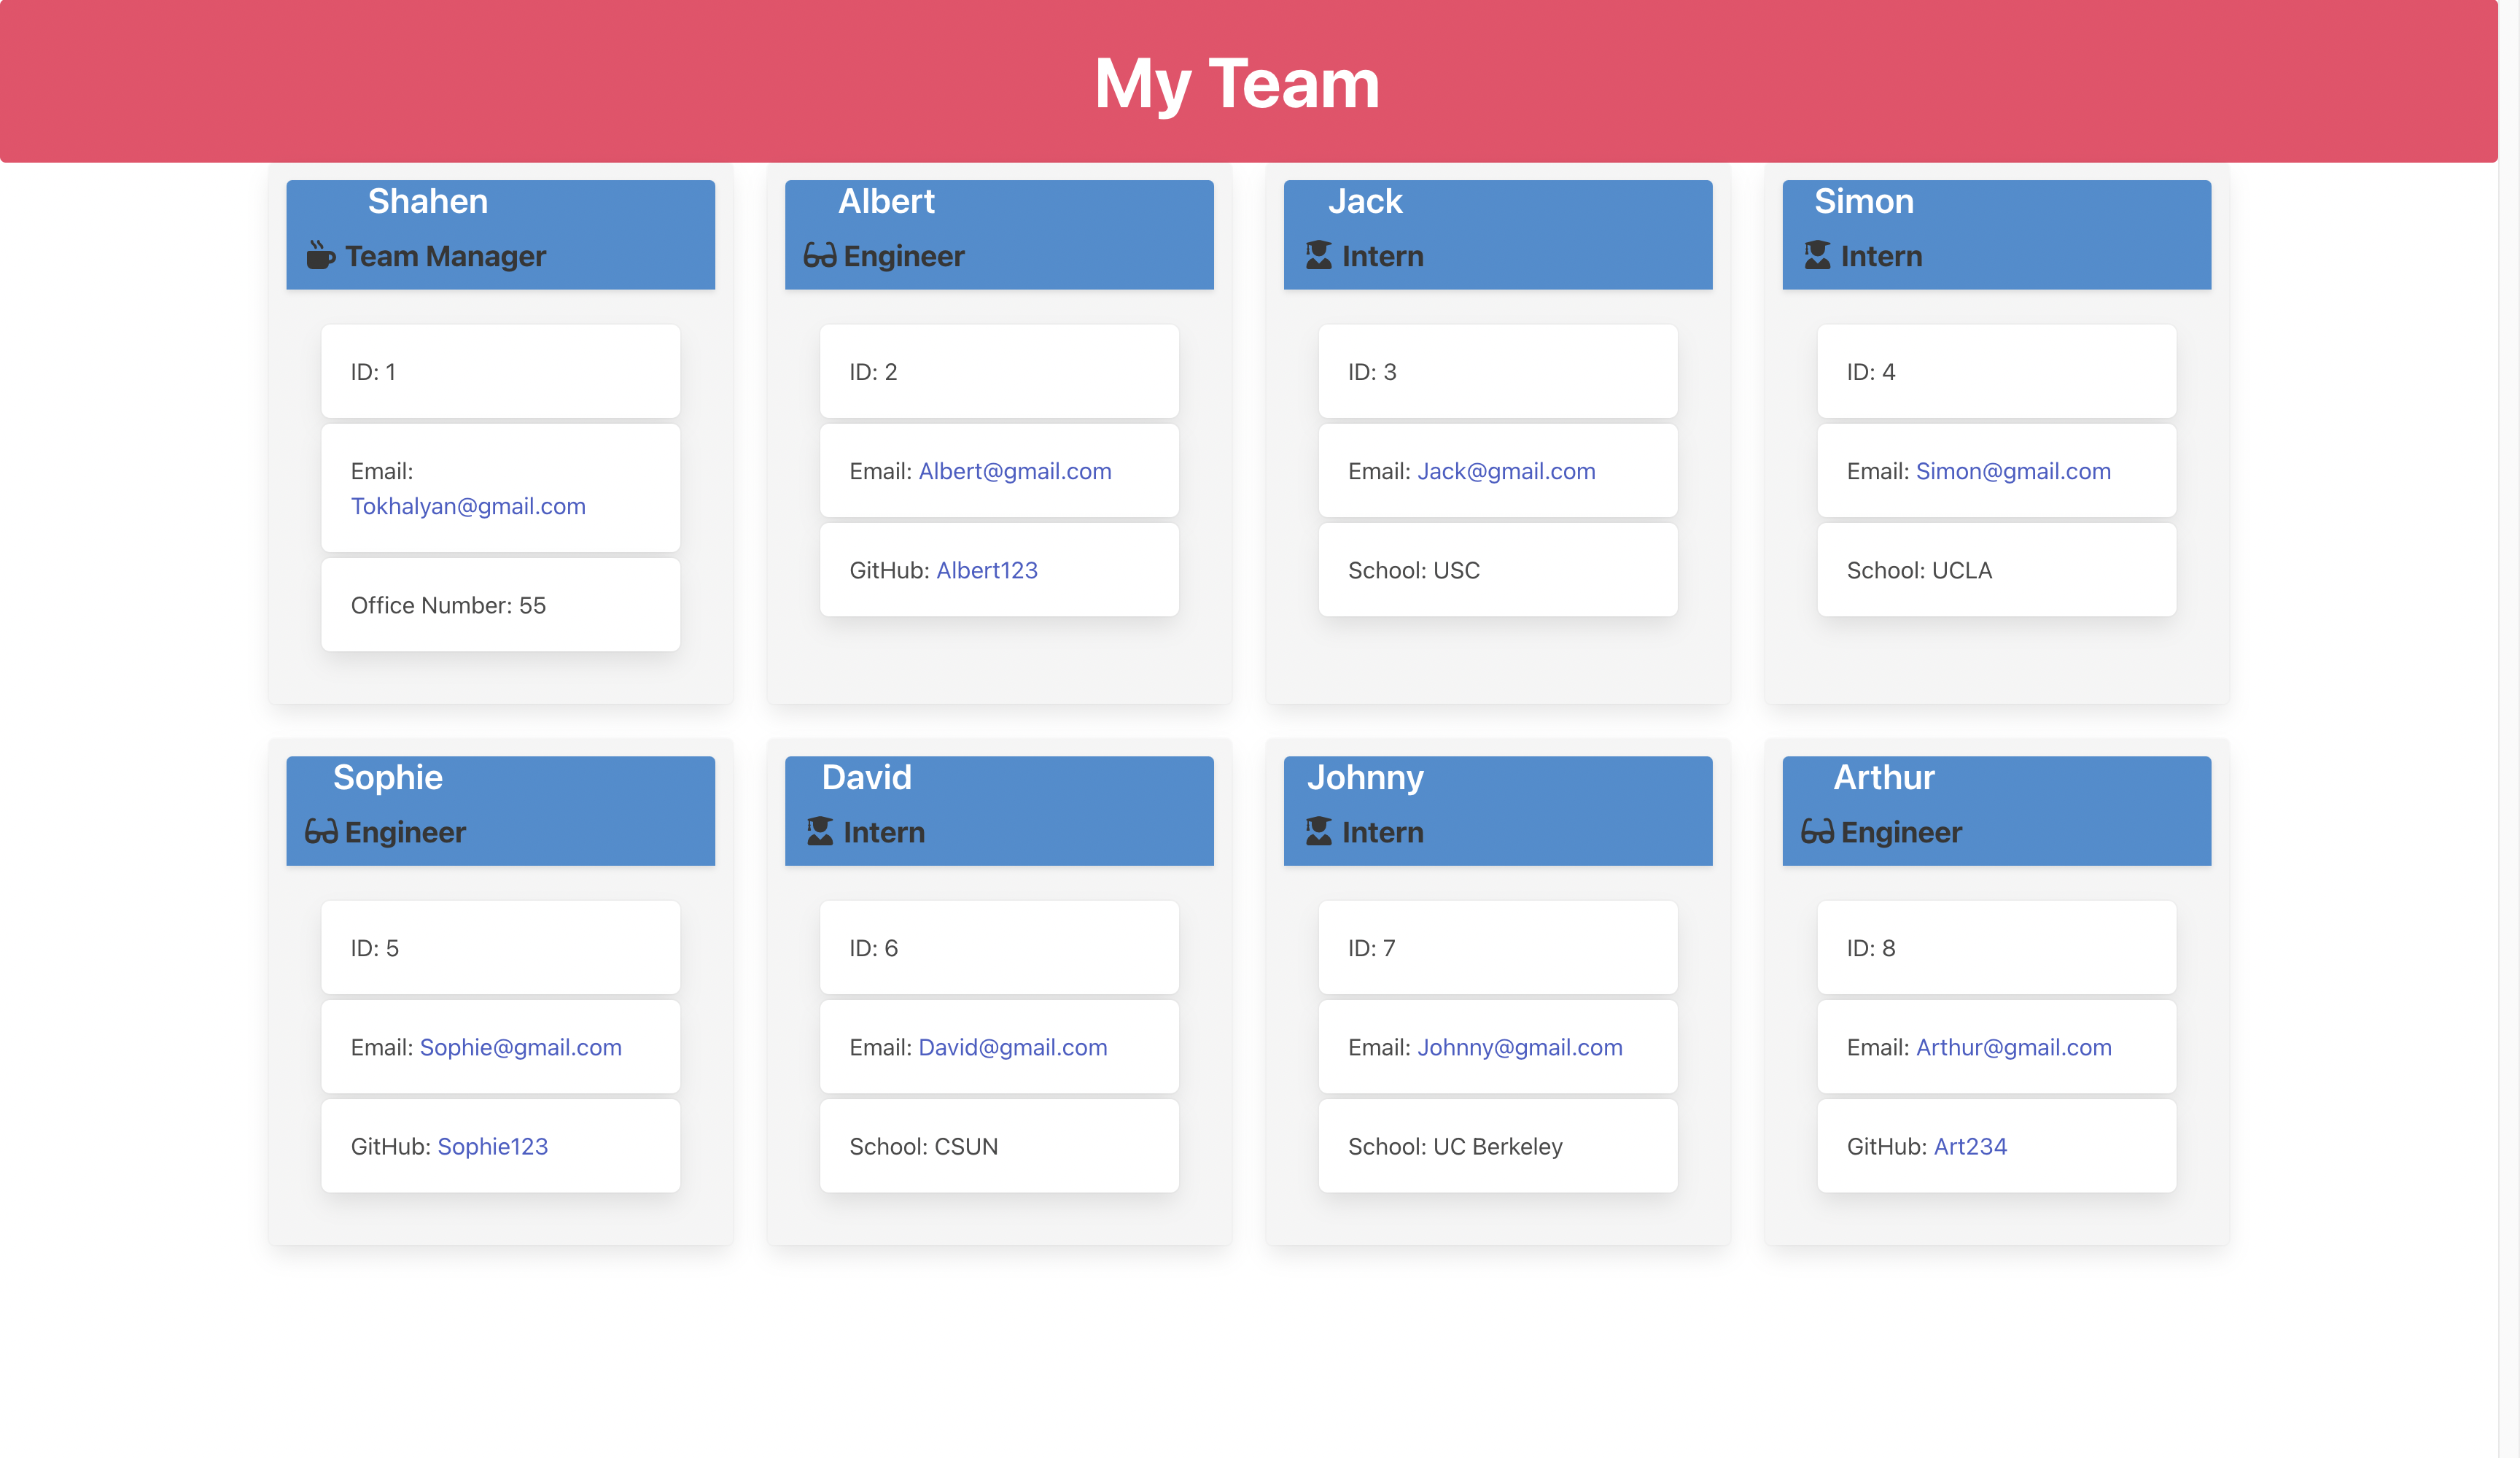 My Team
Shahen
Team Manager
ID: 1
Email:
Tokhalyan@gmail.com
Office Number: 55
Albert
Engineer
ID: 2
Email: Albert@gmail.com
GitHub: Albert123
Jack
Intern
ID: 3
Email: Jack@gmail.com
School: USC
Simon
Intern
ID: 4
Email: Simon@gmail.com
School: UCLA
Sophie
Engineer
ID: 5
Email: Sophie@gmail.com
GitHub: Sophie123
David
Intern
ID: 6
Email: David@gmail.com
School: CSUN
Johnny
Intern
ID: 7
Email: Johnny@gmail.com
School: UC Berkeley
Arthur
Engineer
ID: 8
Email: Arthur@gmail.com
GitHub: Art234